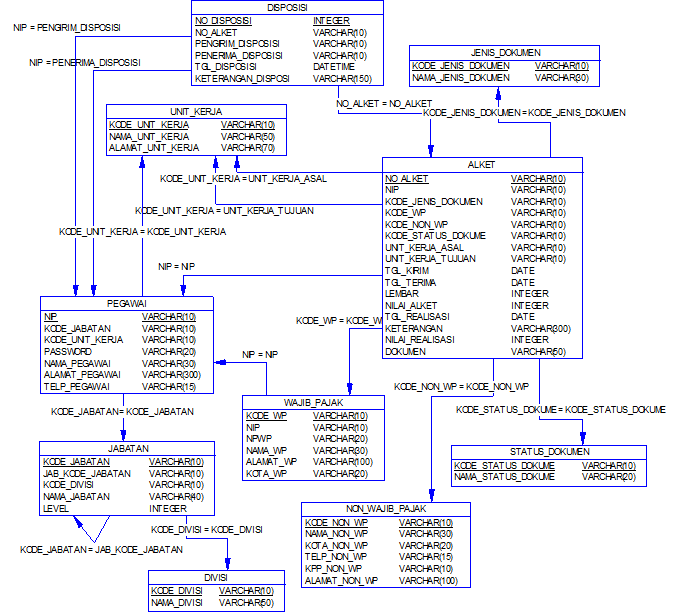 DISPOSISI
NO_DISPOSISI INTEGER
NO_ALKET VARCHAR(10)
PENGIRIM_DISPOSISI VARCHAR(10)
PENERIMA_DISPOSISI VARCHAR(10)
TGL_DISPOSISI DATETIME
KETERANGAN_DISPOSI VARCHAR(150)
NIP = PENGIRIM_DISPOSISI
NIP = PENERIMA_DISPOSISI
JENIS_DOKUMEN
KODE_JENIS_DOKUMEN VARCHAR(10)
NAMA_JENIS_DOKUMEN VARCHAR(30)
NO_ALKET = NO_ALKET
KODE_JENIS_DOKUMEN = KODE_JENIS_DOKUMEN
UNIT_KERJA
KODE_UNIT_KERJA VARCHAR(10)
NAMA_UNIT_KERJA VARCHAR(50)
ALAMAT_UNIT_KERJA VARCHAR(70)
KODE_UNIT_KERJA = UNIT_KERJA_ASAL
KODE_UNIT_KERJA = UNIT_KERJA_TUJUAN
KODE_UNIT_KERJA = KODE_UNIT_KERJA
ALKET
NO_ALKET VARCHAR(10)
NIP VARCHAR(10)
KODE_JENIS_DOKUMEN VARCHAR(10)
KODE_WP VARCHAR(10)
KODE_NON_WP VARCHAR(10)
KODE_STATUS_DOKUME VARCHAR(10)
UNIT_KERJA_ASAL VARCHAR(10)
UNIT_KERJA_TUJUAN VARCHAR(10)
TGL_KIRIM DATE
TGL_TERIMA DATE
LEMBAR INTEGER
NILAI_ALKET INTEGER
TGL_REALISASI DATE
KETERANGAN VARCHAR(300)
NILAI_REALISASI INTEGER
DOKUMEN VARCHAR(50)
NIP = NIP
PEGAWAI
NIP VARCHAR(10)
KODE_JABATAN VARCHAR(10)
KODE_UNIT_KERJA VARCHAR(10)
PASSWORD VARCHAR(20)
NAMA_PEGAWAI VARCHAR(30)
ALAMAT_PEGAWAI VARCHAR(300)
TELP_PEGAWAI VARCHAR(15)
KODE_WP = KODE_W
NIP = NIP
KODE_NON_WP = KODE_NON_WP
KODE_STATUS_DOKUME = KODE_STATUS_DOKUME
KODE_JABATAN = KODE_JABATAN
WAJIB_PAJAK
KODE_WP VARCHAR(10)
NIP VARCHAR(10)
NPWP VARCHAR(20)
NAMA_WP VARCHAR(30)
ALAMAT_WP VARCHAR(100)
KOTA_WP VARCHAR(20)
JABATAN
KODE_JABATAN VARCHAR(10)
JAB_KODE_JABATAN VARCHAR(10)
KODE_DIVISI VARCHAR(10)
NAMA_JABATAN VARCHAR(40)
LEVEL INTEGER
STATUS_DOKUMEN
KODE_STATUS_DOKUME VARCHAR(10)
NAMA_STATUS_DOKUME VARCHAR(20)
NON_WAJIB_PAJAK
KODE_NON_WP VARCHAR(10)
NAMA_NON_WP VARCHAR(30)
KOTA_NON_WP VARCHAR(20)
TELP_NON_WP VARCHAR(15)
KPP_NON_WP VARCHAR(10)
ALAMAT_NON_WP VARCHAR(100)
KODE_DIVISI = KODE_DIVISI
KODE_JABATAN = JAB_KODE_JABATAN
DIVISI
KODE_DIVISI VARCHAR(10)
NAMA_DIVISI VARCHAR(50)